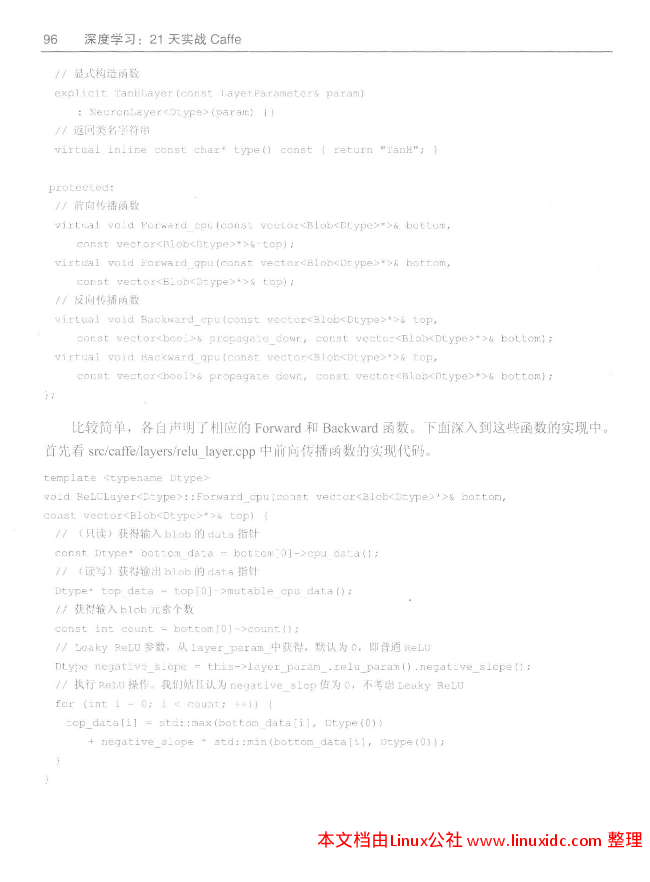 96 深度学习：21 天实战 Caffe
// 显式构造函数
explicit TanHLayer(const LayerParameter& param)
: NeuronLayer<Dtype>(param) {}
// 返回类名字符串
virtual inline const char* type() const { return "TanH"; }
protected:
// 前向传播函数
virtual void Forward_cpu(const vector<Blob<Dtype>*>& bottom,
const vector<Blob<Dtype>*>& top);
virtual void Forward_gpu(const vector<Blob<Dtype>*>& bottom,
const vector<Blob<Dtype>*>& top);
// 反向传播函数
virtual void Backward_cpu(const vector<Blob<Dtype>*>& top,
const vector<bool>& propagate_down, const vector<Blob<Dtype>*>& bottom);
virtual void Backward_gpu(const vector<Blob<Dtype>*>& top,
const vector<bool>& propagate_down, const vector<Blob<Dtype>*>& bottom);
};
比较简单，各自声明了相应的 Forward 和 Backward 函数。下面深入到这些函数的实现中。
首先看 src/caffe/layers/relu_layer.cpp 中前向传播函数的实现代码。
template <typename Dtype>
void ReLULayer<Dtype>::Forward_cpu(const vector<Blob<Dtype>*>& bottom,
const vector<Blob<Dtype>*>& top) {
// （只读）获得输入 blob 的 data 指针
const Dtype* bottom_data = bottom[0]->cpu_data();
// （读写）获得输出 blob 的 data 指针
Dtype* top_data = top[0]->mutable_cpu_data();
// 获得输入 blob 元素个数
const int count = bottom[0]->count();
// Leaky ReLU 参数，从 layer_param_中获得，默认为 0，即普通 ReLU
Dtype negative_slope = this->layer_param_.relu_param().negative_slope();
// 执行 ReLU 操作。我们姑且认为 negative_slop 值为 0，不考虑 Leaky ReLU
for (int i = 0; i < count; ++i) {
top_data[i] = std::max(bottom_data[i], Dtype(0))
+ negative_slope * std::min(bottom_data[i], Dtype(0));
}
}
本文档由Linux公社 www.linuxidc.com 整理